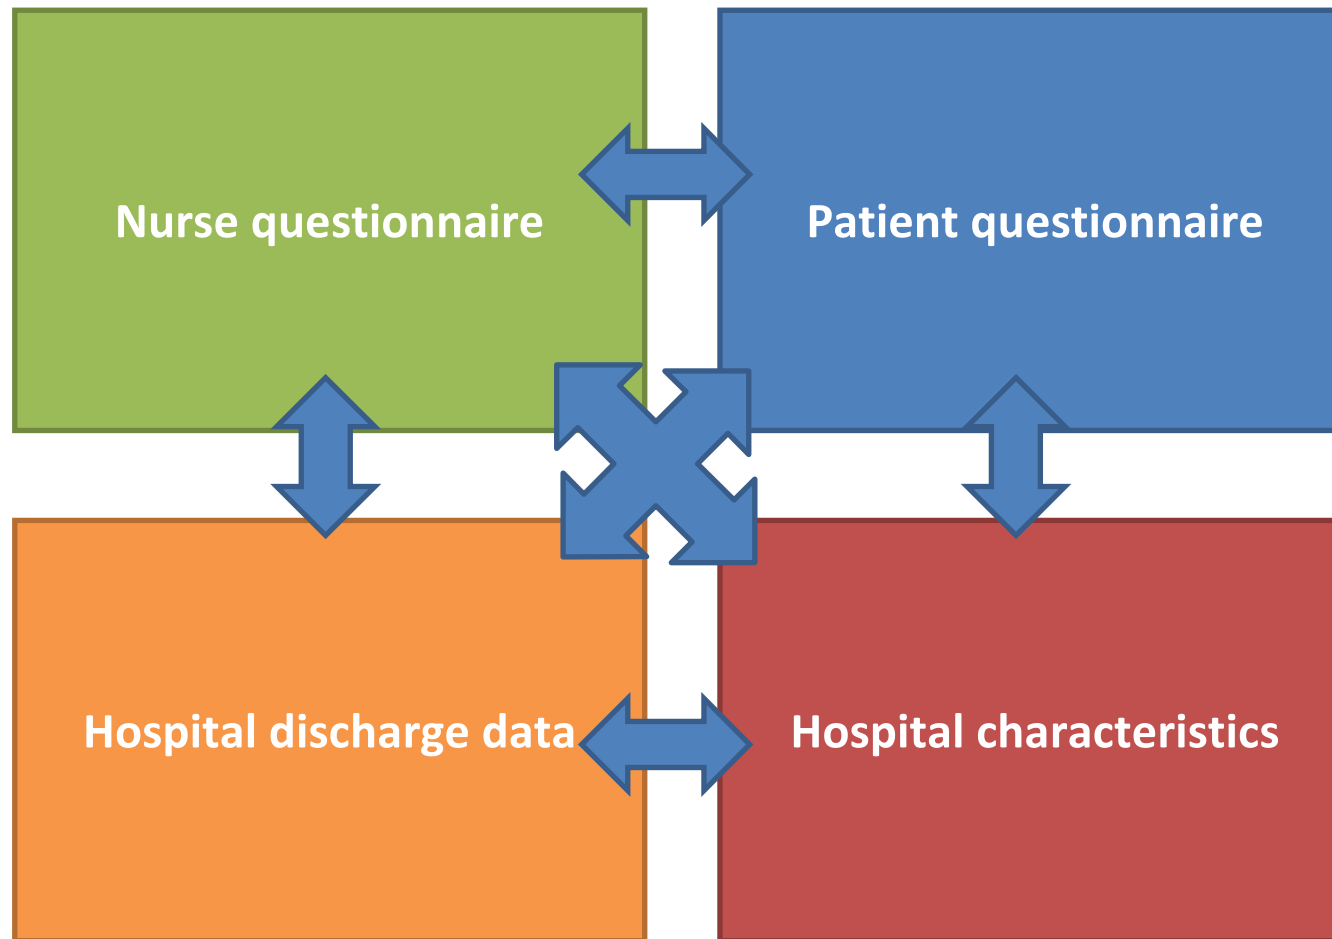 Nurse questionnaire
Patient questionnaire
Hospital discharge data
Hospital characteristics